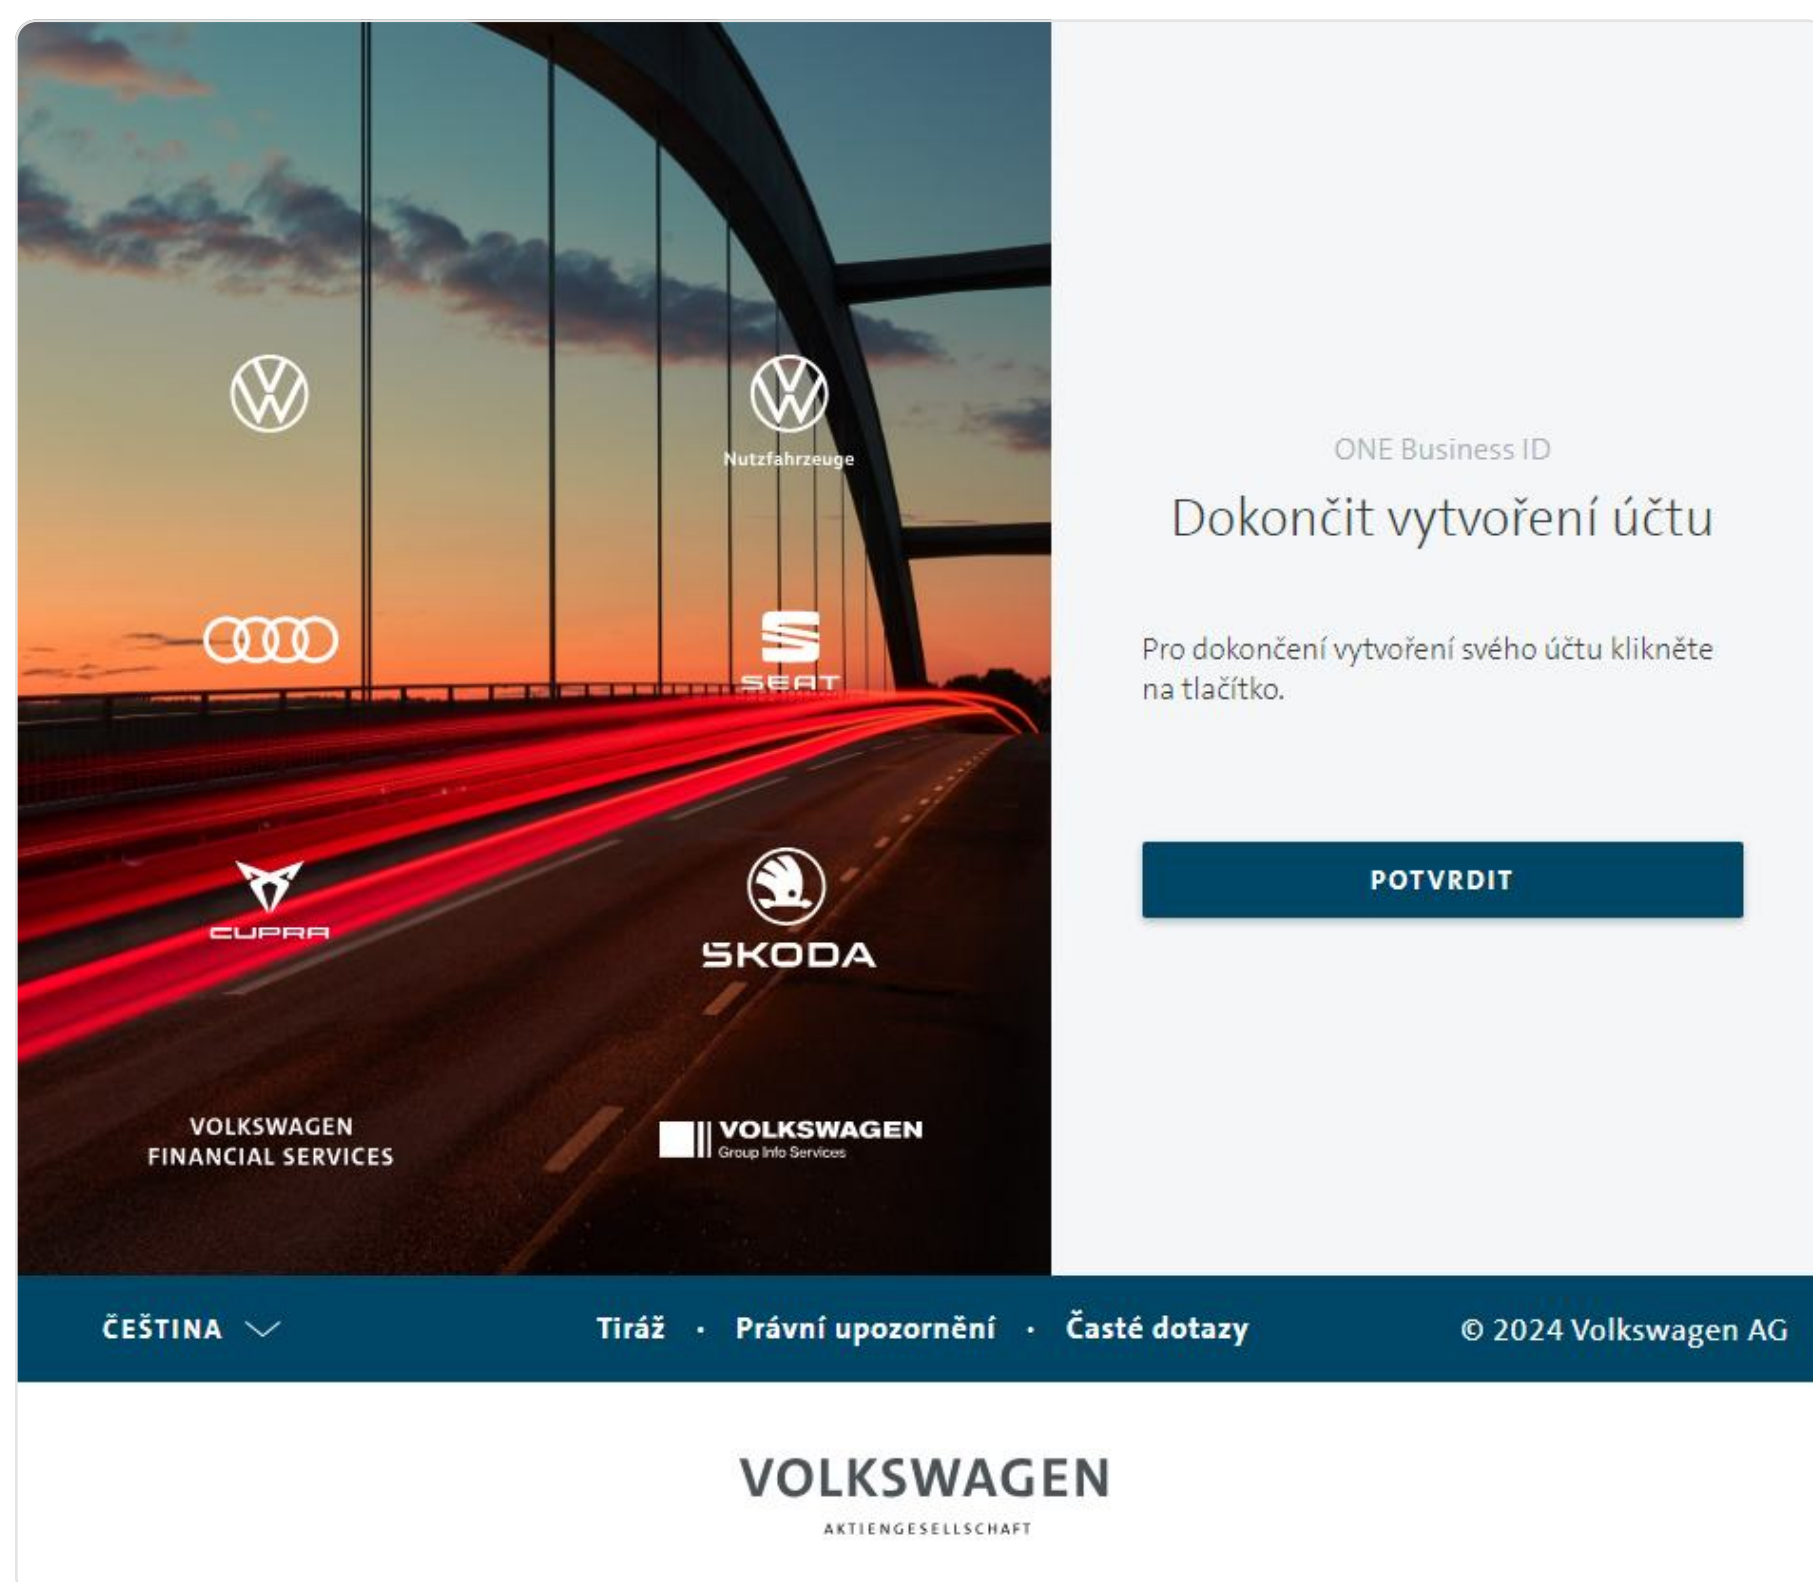 Nutzfahrzeuge
SEAT
CUPRA
ŠKODA
VOLKSWAGEN
FINANCIAL SERVICES
VOLKSWAGEN
Group Info Services
ONE Business ID
Dokončit vytvoření účtu
Pro dokončení vytvoření svého účtu klikněte
na tlačítko.
POTVRDIT
ČEŠTINA
Tiráž · Právní upozornění · Časté dotazy
© 2024 Volkswagen AG
VOLKSWAGEN
AKTIENGESELLSCHAFT